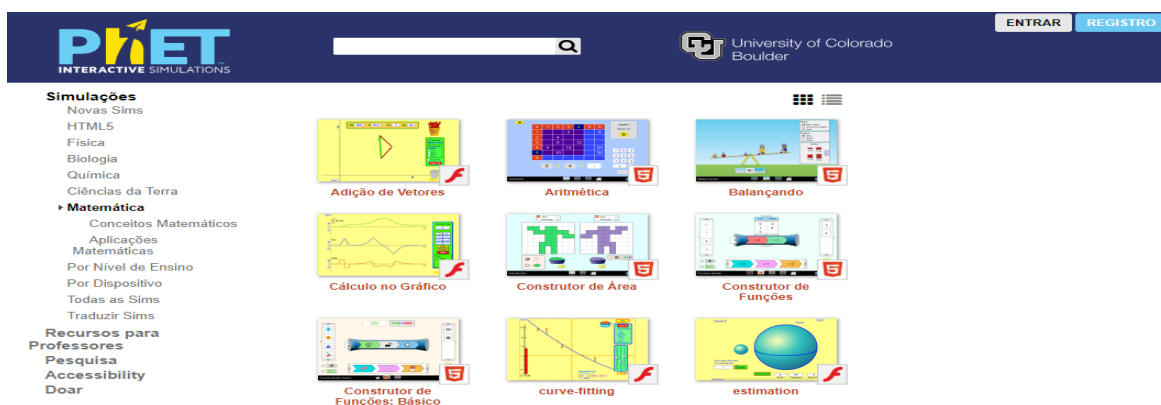 ENTRAR REGISTRO
PhET
INTERACTIVE SIMULATIONS
University of Colorado
Boulder
Simulações
Novas Sims
HTML5
Física
Biologia
Química
Ciências da Terra
Matemática
Conceitos Matemáticos
Aplicações
Matemáticas
Por Nível de Ensino
Por Dispositivo
Todas as Sims
Traduzir Sims
Recursos para
Professores
Pesquisa
Accessibility
Doar
Adição de Vetores
Aritmética
Balançando
Cálculo no Gráfico
Construtor de Área
Construtor de
Funções
Construtor de
Funções: Básico
curve-fitting
estimation